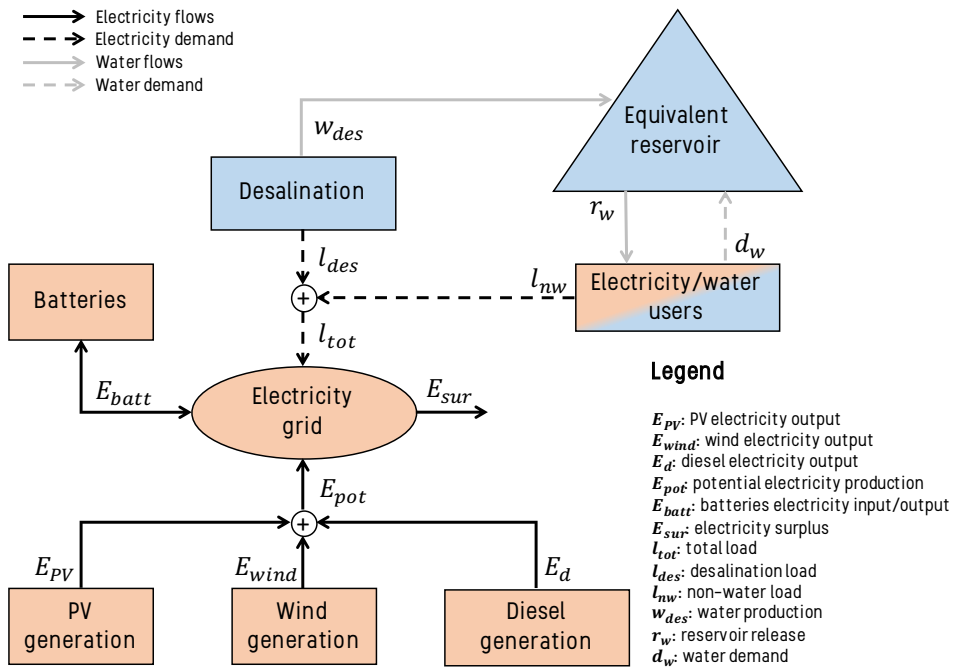 Electricity flows
Electricity demand
Water flows
Water demand
w_des
Equivalent
reservoir
Desalination
r_w
d_w
l_des
Batteries
l_nw
Electricity/water
users
+
l_tot
E_batt
Electricity
grid
E_sur
E_pot
+
E_PV
E_wind
E_d
PV
generation
Wind
generation
Diesel
generation
Legend
E_PV: PV electricity output
E_wind: wind electricity output
E_d: diesel electricity output
E_pot: potential electricity production
E_batt: batteries electricity input/output
E_sur: electricity surplus
l_tot: total load
l_des: desalination load
l_nw: non-water load
w_des: water production
r_w: reservoir release
d_w: water demand